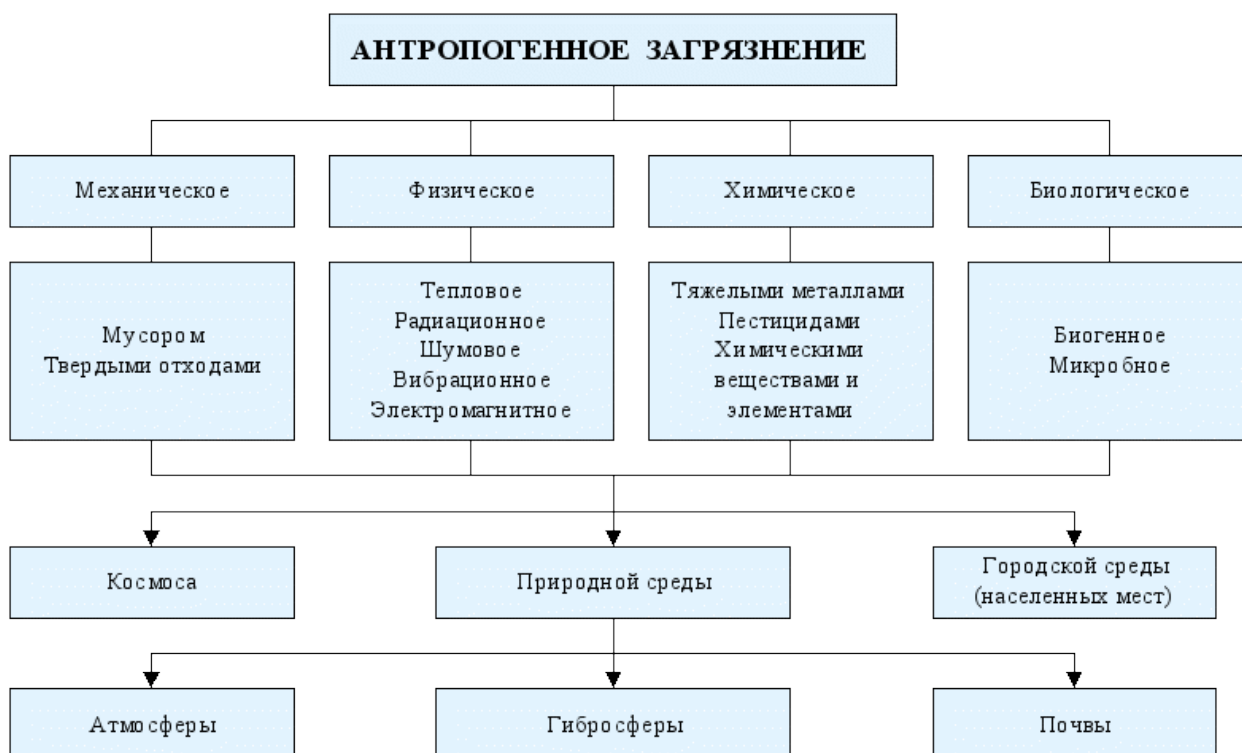 АНТРОПОГЕННОЕ ЗАГРЯЗНЕНИЕ
Механическое
Физическое
Химическое
Биологическое
Мусором
Твердыми отходами
Тепловое
Радиационное
Шумовое
Вибрационное
Электромагнитное
Тяжелыми металлами
Пестицидами
Химическими
веществами и
элементами
Биогенное
Микробное
Космоса
Природной среды
Городской среды
(населенных мест)
Атмосферы
Гибросферы
Почвы